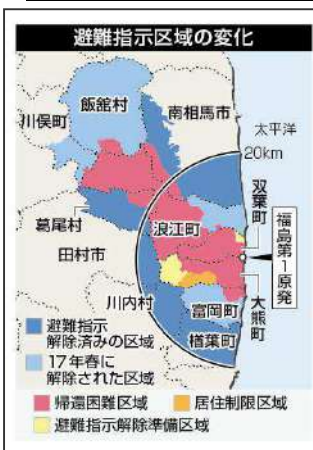 避難指示区域の変化
飯舘村
川俣町
南相馬市
太平洋
20km
双葉町
福島第1原発
浪江町
葛尾村
田村市
大熊町
川内村
富岡町
楢葉町
避難指示
解除済みの区域
17年春に
解除された区域
帰還困難区域
居住制限区域
避難指示解除準備区域